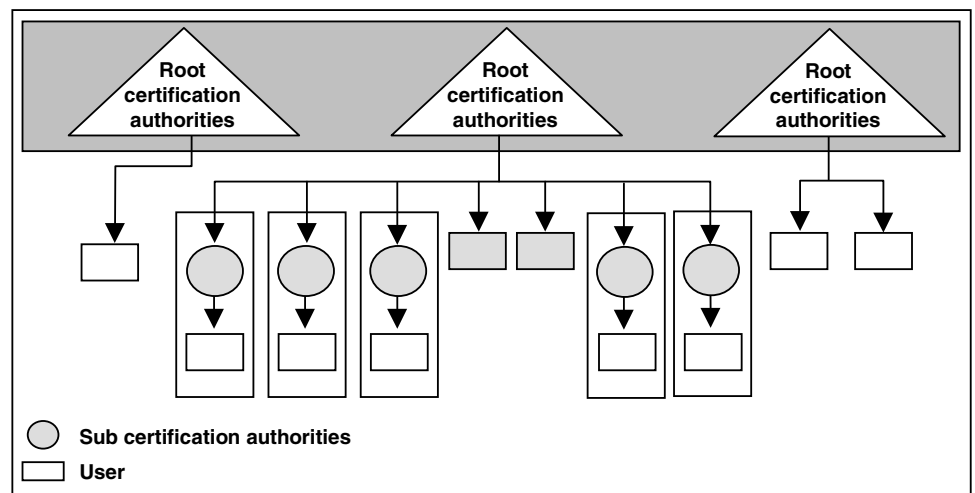 Root
certification
authorities
Root
certification
authorities
Root
certification
authorities
Sub certification authorities
User